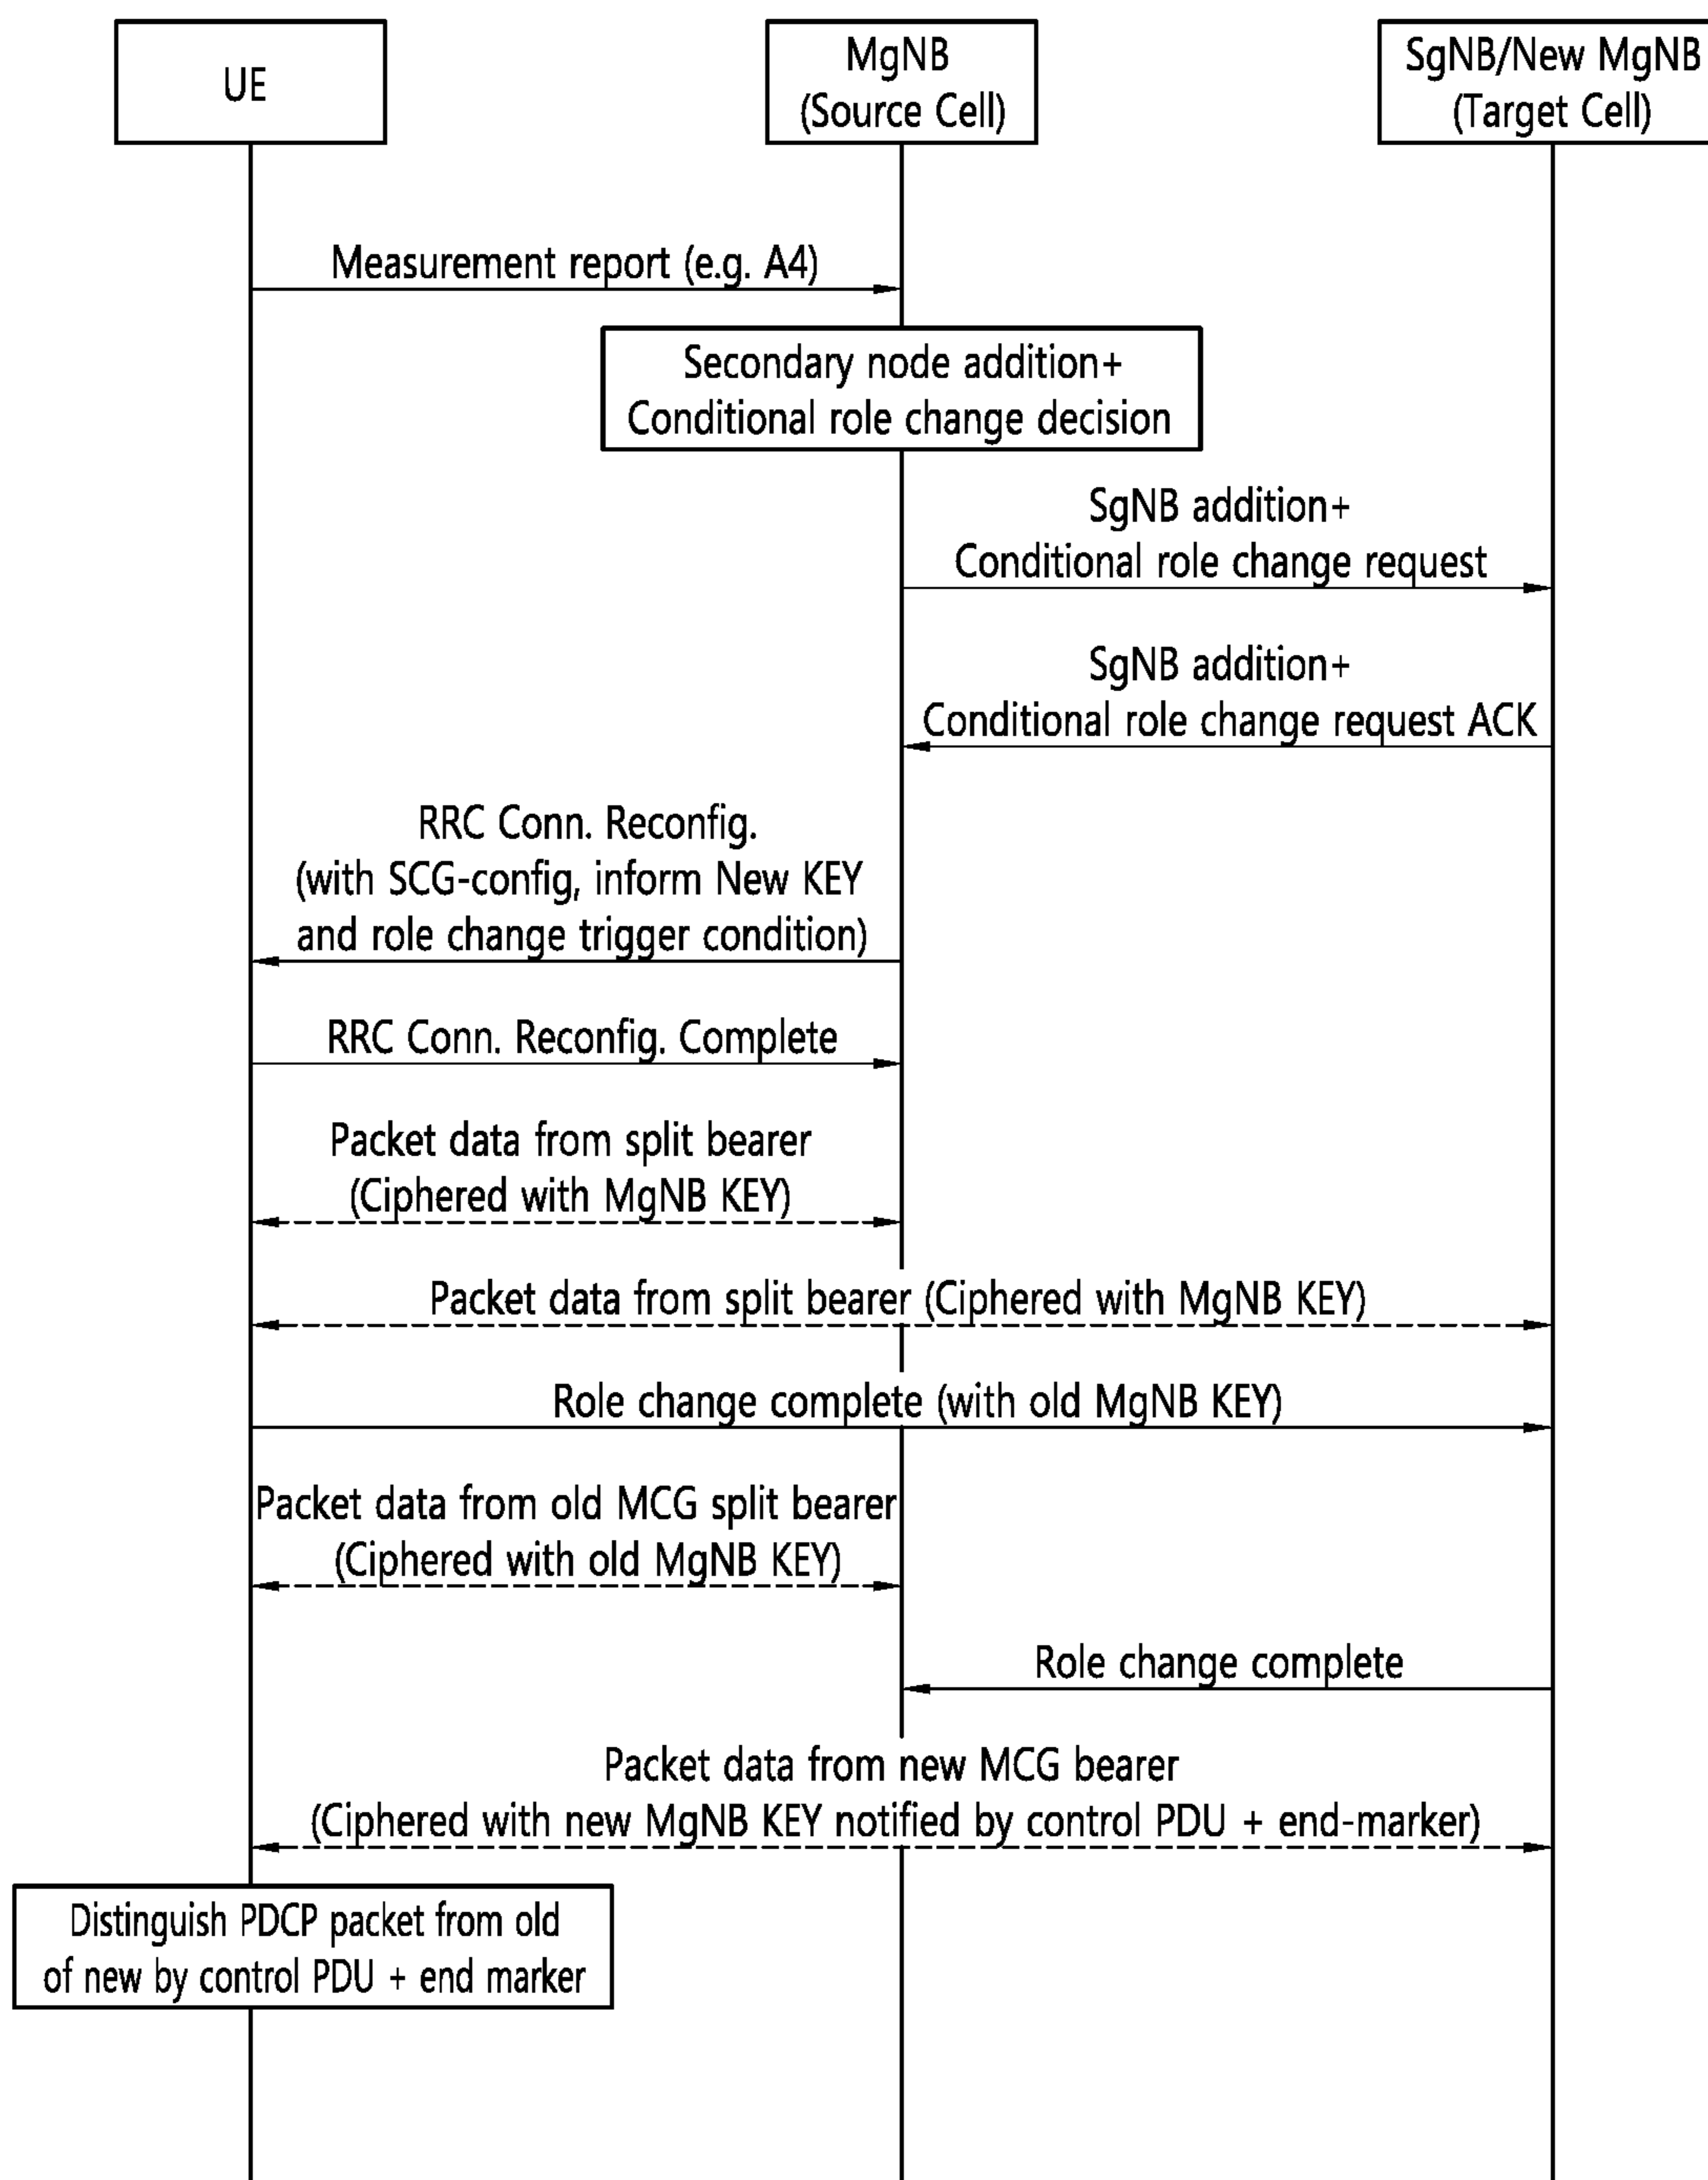 UE
MgNB
(Source Cell)
SgNB/New MgNB
(Target Cell)
Measurement report (e.g. A4)
Secondary node addition+
Conditional role change decision
SgNB addition+
Conditional role change request
SgNB addition+
Conditional role change request ACK
RRC Conn. Reconfig.
(with SCG-config, inform New KEY
and role change trigger condition)
RRC Conn. Reconfig. Complete
Packet data from split bearer
(Ciphered with MgNB KEY)
Packet data from split bearer (Ciphered with MgNB KEY)
Role change complete (with old MgNB KEY)
Packet data from old MCG split bearer
(Ciphered with old MgNB KEY)
Role change complete
Packet data from new MCG bearer
(Ciphered with new MgNB KEY notified by control PDU + end-marker)
Distinguish PDCP packet from old
of new by control PDU + end marker